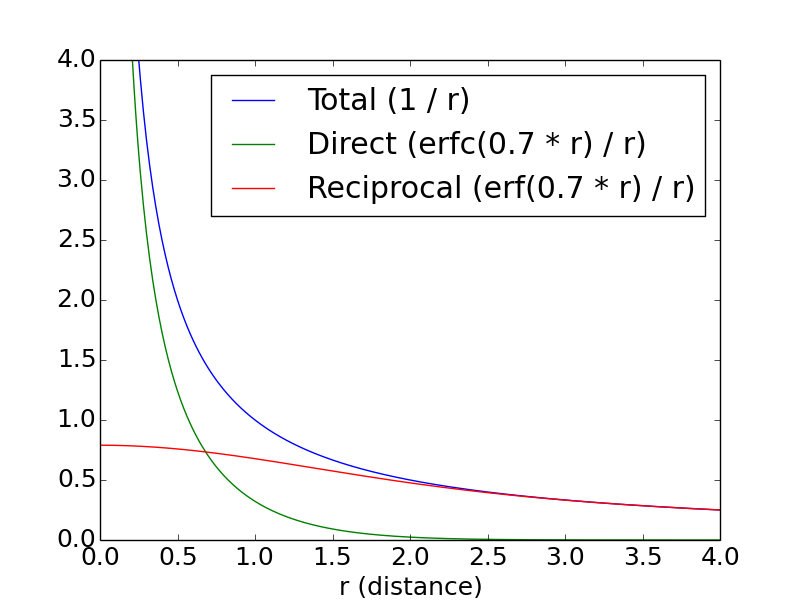 4.0
3.5
3.0
2.5
2.0
1.5
1.0
0.5
0.0
Total (1 / r)
Direct (erfc(0.7 * r) / r)
Reciprocal (erf(0.7 * r) / r)
0.0 0.5 1.0 1.5 2.0 2.5 3.0 3.5 4.0
r (distance)